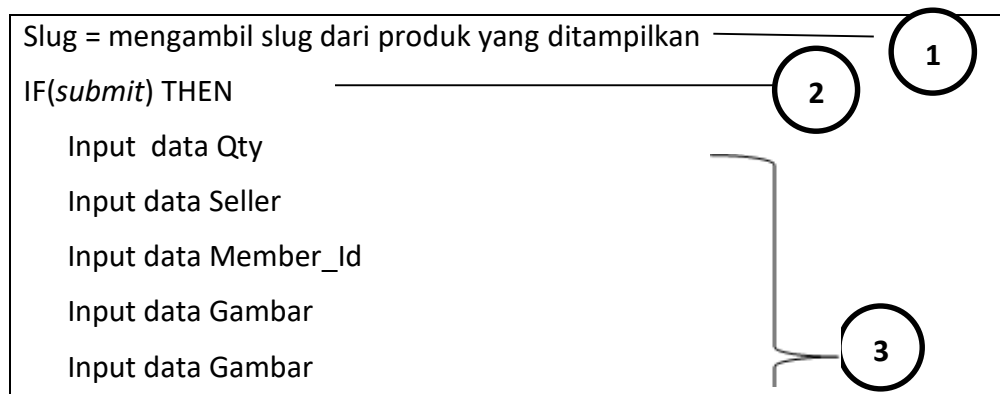 Slug = mengambil slug dari produk yang ditampilkan 1
IF(submit) THEN 2
Input data Qty
Input data Seller
Input data Member_Id
Input data Gambar
Input data Gambar 3